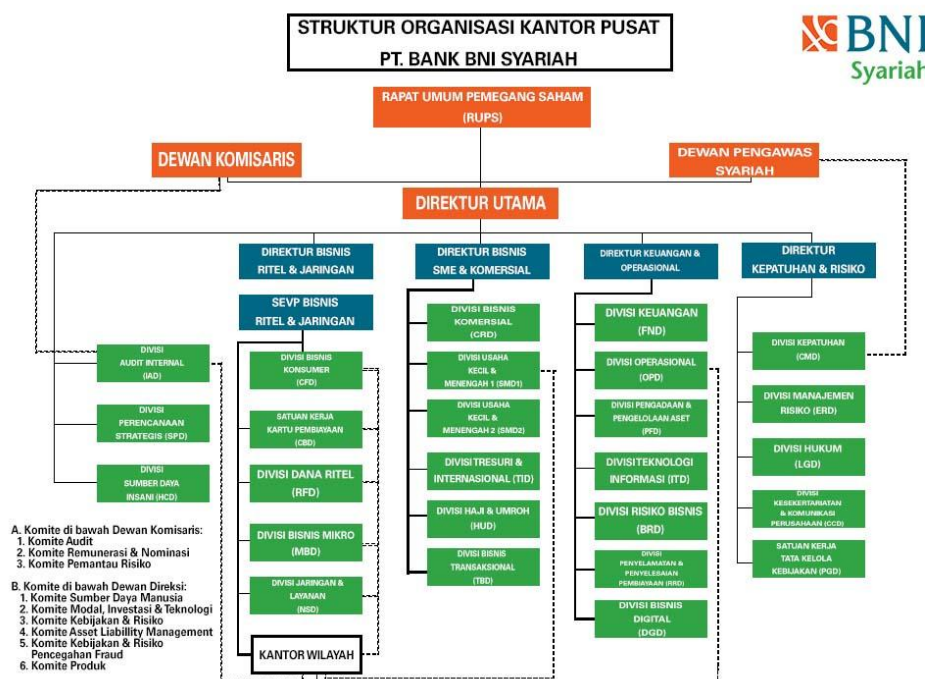 STRUKTUR ORGANISASI KANTOR PUSAT
PT. BANK BNI SYARIAH
BNI
Syariah
RAPAT UMUM PEMEGANG SAHAM
(RUPS)
DEWAN KOMISARIS
DEWAN PENGAWAS
SYARIAH
DIREKTUR UTAMA
DIREKTUR BISNIS
RITEL & JARINGAN
DIREKTUR BISNIS
SME & KOMERSIAL
DIREKTUR KEUANGAN &
OPERASIONAL
DIREKTUR
KEPATUHAN & RISIKO
SEVP BISNIS
RITEL & JARINGAN
DIVISI
AUDIT INTERNAL
(IAD)
DIVISI
PERENCANAAN
STRATEGIS (SPD)
DIVISI
SUMBER DAYA
INSANI (HCD)
DIVISI BISNIS
KONSUMER
(CFD)
SATUAN KERJA
KARTU PEMBIAYAAN
(CBD)
DIVISI DANA RITEL
(RFD)
DIVISI BISNIS MIKRO
(MBD)
DIVISI JARINGAN &
LAYANAN
(NSD)
KANTOR WILAYAH
DIVISI BISNIS
KOMERSIAL
(CRD)
DIVISI USAHA
KECIL &
MENENGAH 1 (SMD1)
DIVISI USAHA
KECIL &
MENENGAH 2 (SMD2)
DIVISI TRESURI &
INTERNASIONAL (TID)
DIVISI HAJI & UMROH
(HUD)
DIVISI BISNIS
TRANSAKSIONAL
(TBD)
DIVISI KEUANGAN
(FND)
DIVISI OPERASIONAL
(OPD)
DIVISI PENGADAAN &
PENGELOLAAN ASET
(PFD)
DIVISI TEKNOLOGI
INFORMASI (ITD)
DIVISI RISIKO BISNIS
(BRD)
DIVISI
PENYELAMATAN &
PENYELESAIAN
PEMBIAYAAN (RRD)
DIVISI BISNIS
DIGITAL
(DGD)
DIVISI KEPATUHAN
(CMD)
DIVISI MANAJEMEN
RISIKO (ERD)
DIVISI HUKUM
(LGD)
DIVISI
KESEKERTARIATAN
& KOMUNIKASI
PERUSAHAAN (CCD)
SATUAN KERJA
TATA KELOLA
KEBIJAKAN (PGD)
A. Komite di bawah Dewan Komisaris:
1. Komite Audit
2. Komite Remunerasi & Nominasi
3. Komite Pemantau Risiko
B. Komite di bawah Dewan Direksi:
1. Komite Sumber Daya Manusia
2. Komite Modal, Investasi & Teknologi
3. Komite Kebijakan & Risiko
4. Komite Asset Liabillity Management
5. Komite Kebijakan & Risiko
Pencegahan Fraud
6. Komite Produk